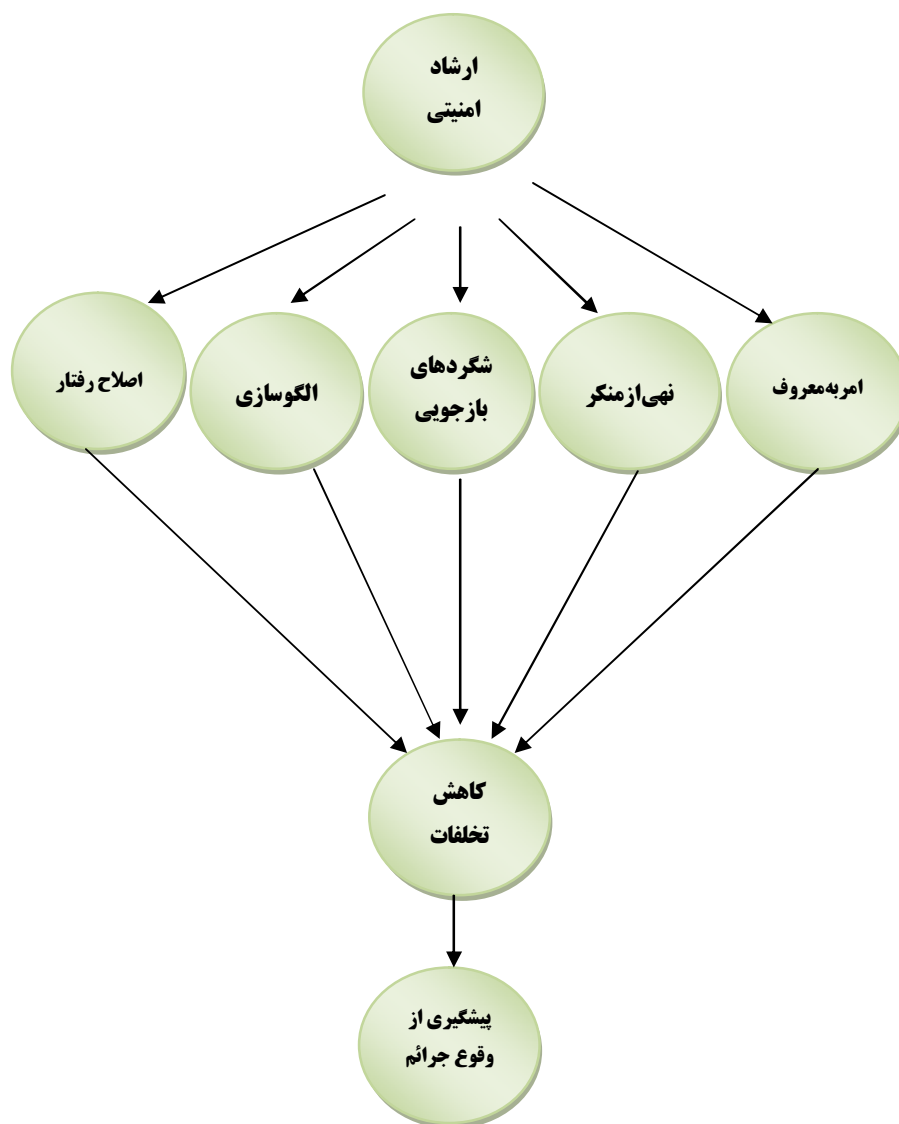 ارشاد
امنیتی
امربه‌معروف
نهی‌ازمنکر
شگردهای
بازجویی
الگوسازی
اصلاح رفتار
کاهش
تخلفات
پیشگیری از
وقوع جرائم